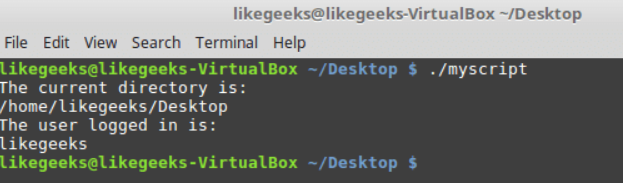 likegeeks@likegeeks-VirtualBox ~/Desktop
File Edit View Search Terminal Help
likegeeks@likegeeks-VirtualBox ~/Desktop $ ./myscript
The current directory is:
/home/likegeeks/Desktop
The user logged in is:
likegeeks
likegeeks@likegeeks-VirtualBox ~/Desktop $